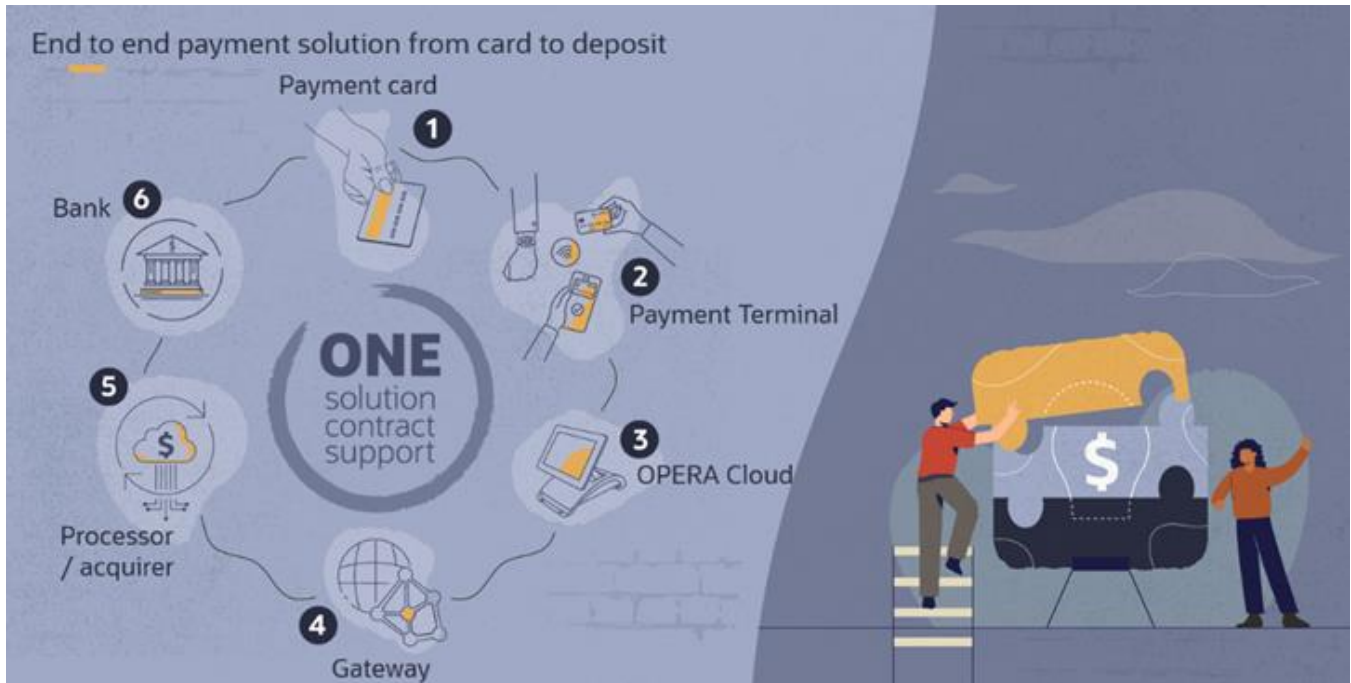 End to end payment solution from card to deposit
Payment card
1
2
Payment Terminal
3
OPERA Cloud
4
Gateway
5
$
Processor
/ acquirer
6
Bank
$
ONE
solution
contract
support
$